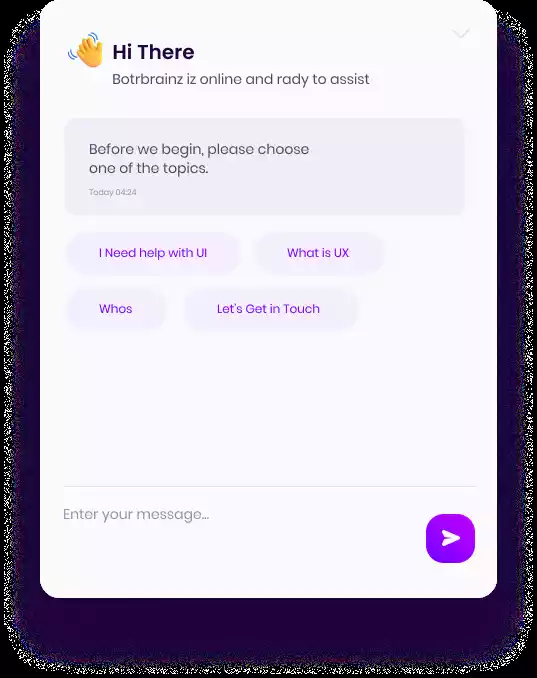 Hi There
Botrbrainz iz online and rady to assist
Before we begin, please choose
one of the topics.
Today 04:24
I Need help with UI
What is UX
Whos
Let's Get in Touch
Enter your message...